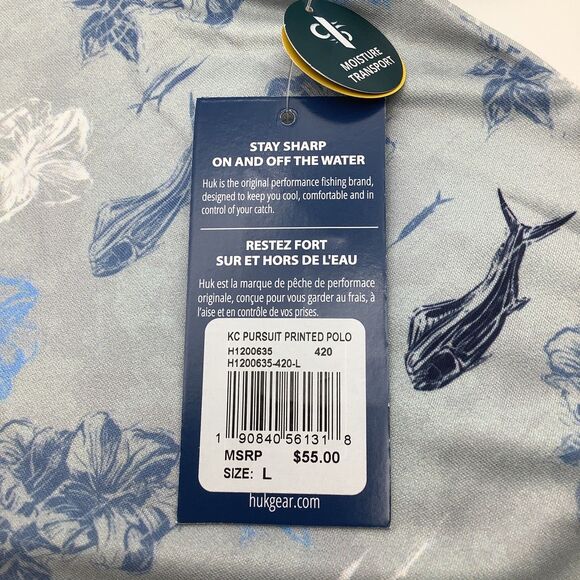 MOISTURE
TRANSPORT
STAY SHARP
ON AND OFF THE WATER
Huk is the original performance fishing brand,
designed to keep you cool, comfortable and in
control of your catch.
RESTEZ FORT
SUR ET HORS DE L'EAU
Huk est la marque de pêche de performace
originale, conçue pour vous garder au frais, à
l'aise et en contrôle de vos prises.
KC PURSUIT PRINTED POLO
H1200635 420
H1200635-420-L
1 90840 56131 8
MSRP $55.00
SIZE: L
hukgear.com